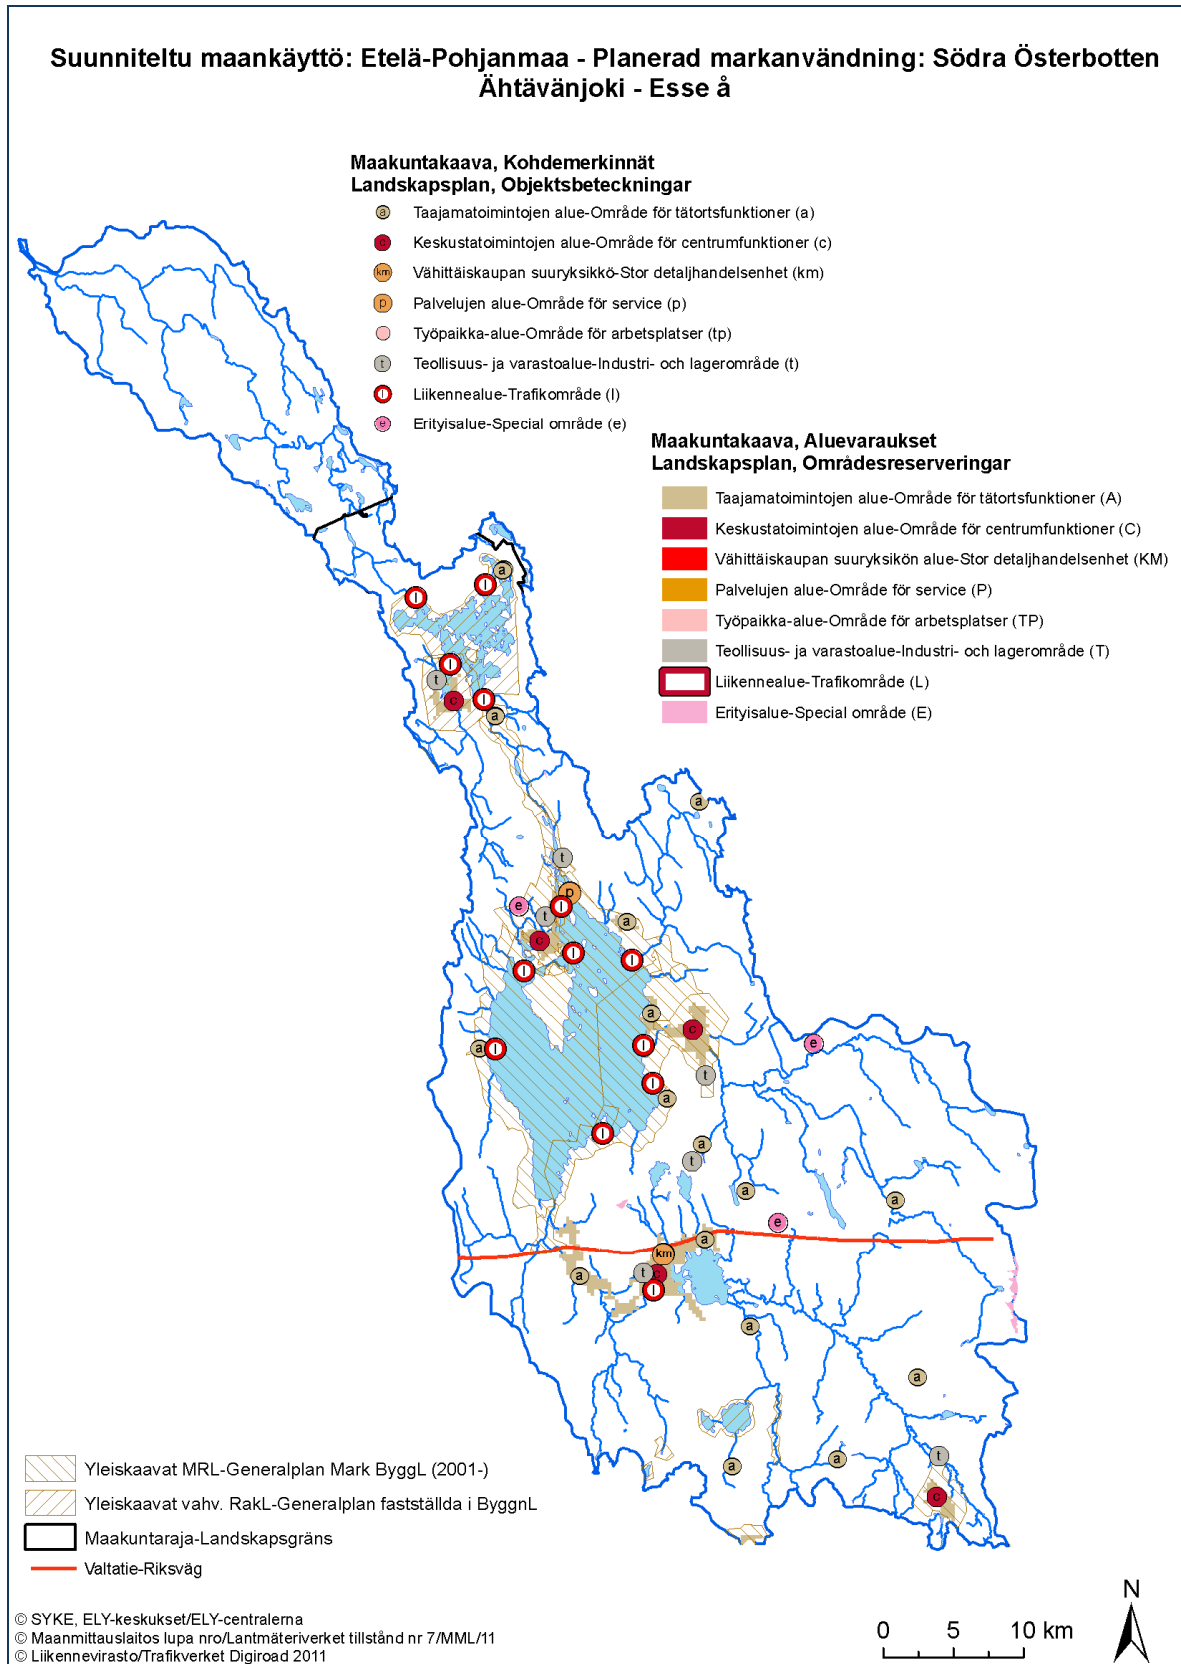 Suunniteltu maankäyttö: Etelä-Pohjanmaa - Planerad markanvändning: Södra Österbotten
Ähtävänjoki - Esse å
Maakuntakaava, Kohdemerkinnät
Landskapsplan, Objektsbeteckningar
a Taajamatoimintojen alue-Område för tätortsfunktioner (a)
c Keskustatoimintojen alue-Område för centrumfunktioner (c)
km Vähittäiskaupan suuryksikkö-Stor detaljhandelsenhet (km)
p Palvelujen alue-Område för service (p)
Työpaikka-alue-Område för arbetsplatser (tp)
t Teollisuus- ja varastoalue-Industri- och lagerområde (t)
l Liikennealue-Trafikområde (l)
e Erityisalue-Special område (e)
Maakuntakaava, Aluevaraukset
Landskapsplan, Områdesreserveringar
Taajamatoimintojen alue-Område för tätortsfunktioner (A)
Keskustatoimintojen alue-Område för centrumfunktioner (C)
Vähittäiskaupan suuryksikön alue-Stor detaljhandelsenhet (KM)
Palvelujen alue-Område för service (P)
Työpaikka-alue-Område för arbetsplatser (TP)
Teollisuus- ja varastoalue-Industri- och lagerområde (T)
Liikennealue-Trafikområde (L)
Erityisalue-Special område (E)
a
l
l
l
t
c
l
a
a
t
p
e
l
t
a
c
l
l
l
a
c
a
l
l
e
t
l
a
l
a
t
a
a
e
a
km
t
c
a
l
a
a
a
a
t
c
Yleiskaavat MRL-Generalplan Mark ByggL (2001-)
Yleiskaavat vahv. RakL-Generalplan fastställda i ByggnL
Maakuntaraja-Landskapsgräns
Valtatie-Riksväg
© SYKE, ELY-keskukset/ELY-centralerna
© Maanmittauslaitos lupa nro/Lantmäteriverket tillstånd nr 7/MML/11
© Liikennevirasto/Trafikverket Digiroad 2011
0 5 10 km
N